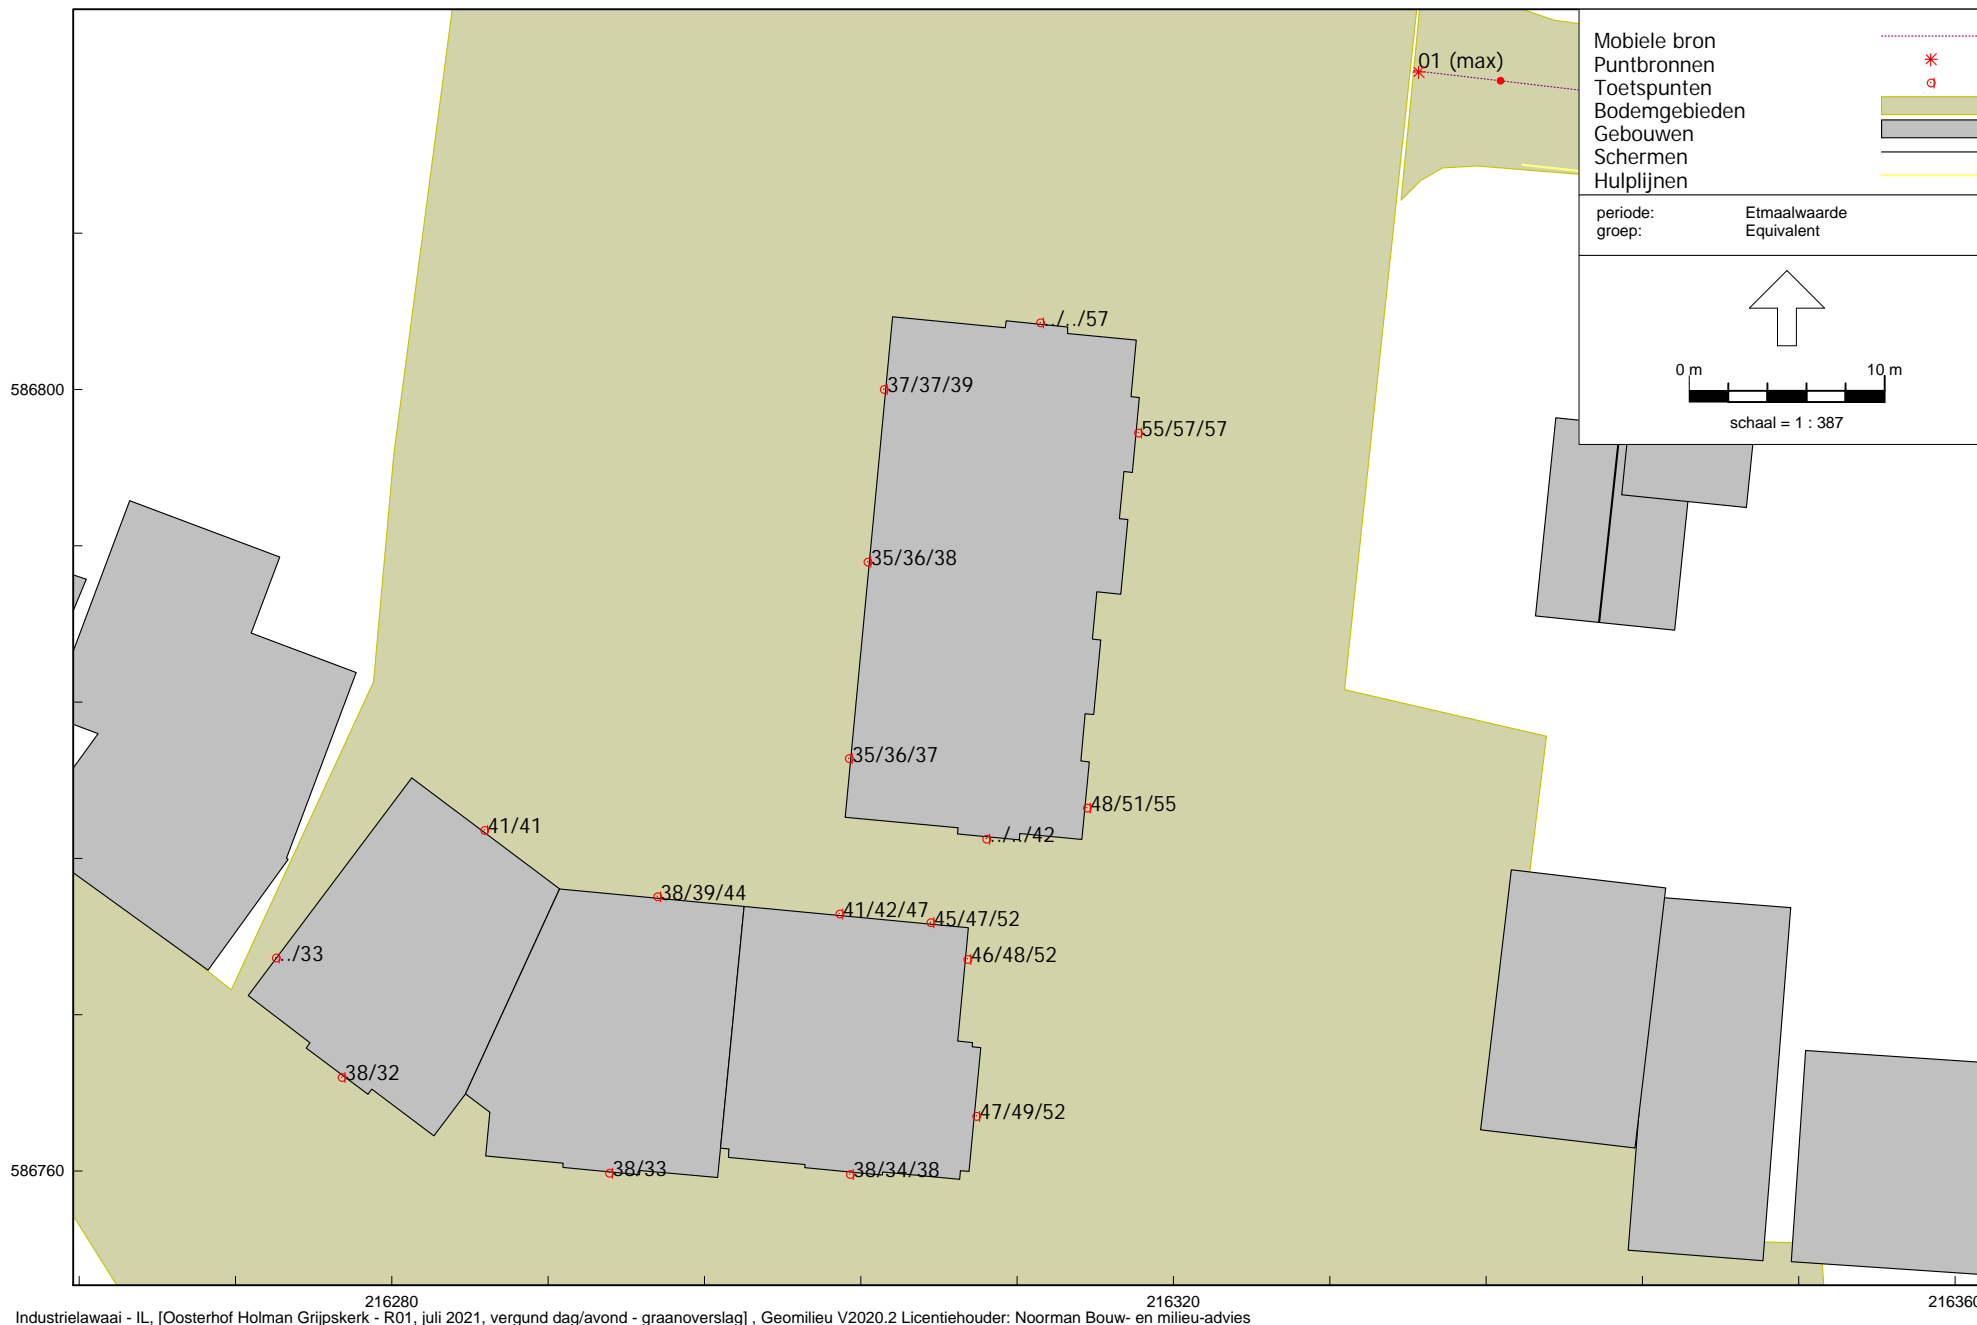 01 (max)
Mobiele bron
Puntbronnen
Toetspunten
Bodemgebieden
Gebouwen
Schermen
Hulplijnen
periode: Etmaalwaarde
groep: Equivalent
0 m 10 m
schaal = 1 : 387
../../57
586800
37/37/39
55/57/57
35/36/38
35/36/37
48/51/55
41/41
../../42
38/39/44
41/42/47
45/47/52
../33
46/48/52
38/32
47/49/52
586760
38/33
38/34/38
216280
216320
216360
Industrielawaai - IL, [Oosterhof Holman Grijpskerk - R01, juli 2021, vergund dag/avond - graanoverslag] , Geomilieu V2020.2 Licentiehouder: Noorman Bouw- en milieu-advies